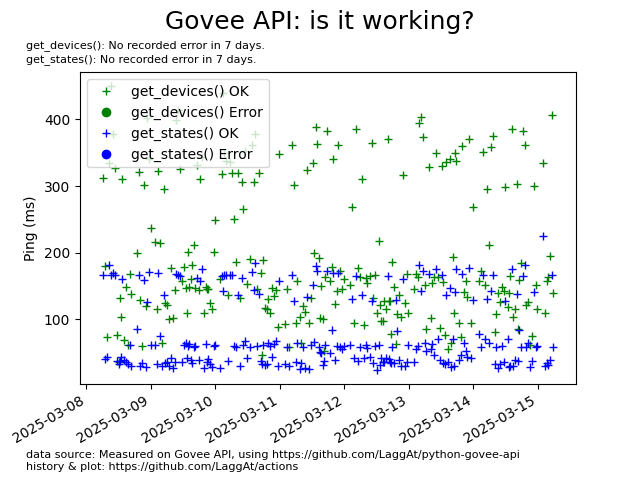 Govee API: is it working?
get_devices(): No recorded error in 7 days.
get_states(): No recorded error in 7 days.
get_devices() OK
get_devices() Error
get_states() OK
get_states() Error
Ping (ms)
400
300
200
100
2025-03-08
2025-03-09
2025-03-10
2025-03-11
2025-03-12
2025-03-13
2025-03-14
2025-03-15
data source: Measured on Govee API, using https://github.com/LaggAt/python-govee-api
history & plot: https://github.com/LaggAt/actions